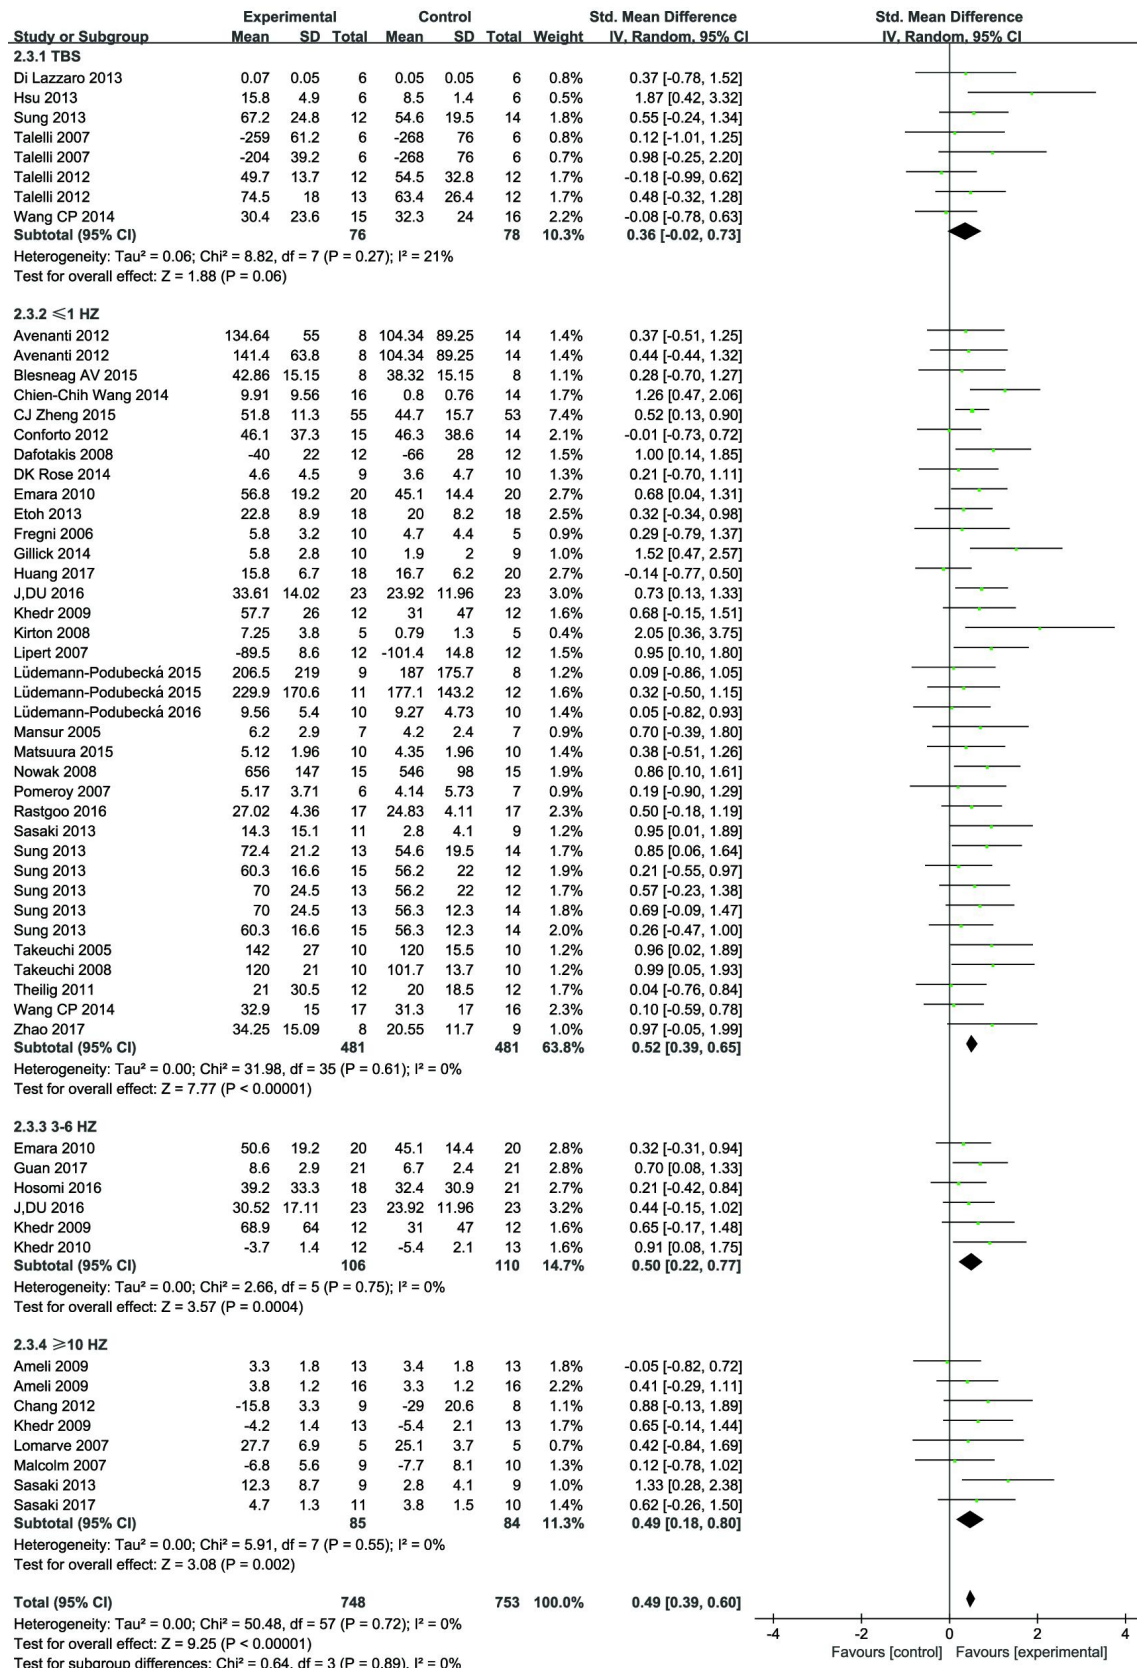 Experimental Control Std. Mean Difference Std. Mean Difference
Study or Subgroup Mean SD Total Mean SD Total Weight IV, Random, 95% CI IV, Random, 95% CI
2.3.1 TBS
Di Lazzaro 2013 0.07 0.05 6 0.05 0.05 6 0.8% 0.37 [-0.78, 1.52]
Hsu 2013 15.8 4.9 6 8.5 1.4 6 0.5% 1.87 [0.42, 3.32]
Sung 2013 67.2 24.8 12 54.6 19.5 14 1.8% 0.55 [-0.24, 1.34]
Talelli 2007 -259 61.2 6 -268 76 6 0.8% 0.12 [-1.01, 1.25]
Talelli 2007 -204 39.2 6 -268 76 6 0.7% 0.98 [-0.25, 2.20]
Talelli 2012 49.7 13.7 12 54.5 32.8 12 1.7% -0.18 [-0.99, 0.62]
Talelli 2012 74.5 18 13 63.4 26.4 12 1.7% 0.48 [-0.32, 1.28]
Wang CP 2014 30.4 23.6 15 32.3 24 16 2.2% -0.08 [-0.78, 0.63]
Subtotal (95% CI) 76 78 10.3% 0.36 [-0.02, 0.73]
Heterogeneity: Tau² = 0.06; Chi² = 8.82, df = 7 (P = 0.27); I² = 21%
Test for overall effect: Z = 1.88 (P = 0.06)
2.3.2 ≤1 HZ
Avenanti 2012 134.64 55 8 104.34 89.25 14 1.4% 0.37 [-0.51, 1.25]
Avenanti 2012 141.4 63.8 8 104.34 89.25 14 1.4% 0.44 [-0.44, 1.32]
Blesneag AV 2015 42.86 15.15 8 38.32 15.15 8 1.1% 0.28 [-0.70, 1.27]
Chien-Chih Wang 2014 9.91 9.56 16 0.8 0.76 14 1.7% 1.26 [0.47, 2.06]
CJ Zheng 2015 51.8 11.3 55 44.7 15.7 53 7.4% 0.52 [0.13, 0.90]
Conforto 2012 46.1 37.3 15 46.3 38.6 14 2.1% -0.01 [-0.73, 0.72]
Dafotakis 2008 -40 22 12 -66 28 12 1.5% 1.00 [0.14, 1.85]
DK Rose 2014 4.6 4.5 9 3.6 4.7 10 1.3% 0.21 [-0.70, 1.11]
Emara 2010 56.8 19.2 20 45.1 14.4 20 2.7% 0.68 [0.04, 1.31]
Etoh 2013 22.8 8.9 18 20 8.2 18 2.5% 0.32 [-0.34, 0.98]
Fregni 2006 5.8 3.2 10 4.7 4.4 5 0.9% 0.29 [-0.79, 1.37]
Gillick 2014 5.8 2.8 10 1.9 2 9 1.0% 1.52 [0.47, 2.57]
Huang 2017 15.8 6.7 18 16.7 6.2 20 2.7% -0.14 [-0.77, 0.50]
J,DU 2016 33.61 14.02 23 23.92 11.96 23 3.0% 0.73 [0.13, 1.33]
Khedr 2009 57.7 26 12 31 47 12 1.6% 0.68 [-0.15, 1.51]
Kirton 2008 7.25 3.8 5 0.79 1.3 5 0.4% 2.05 [0.36, 3.75]
Lipert 2007 -89.5 8.6 12 -101.4 14.8 12 1.5% 0.95 [0.10, 1.80]
Lüdemann-Podubecká 2015 206.5 219 9 187 175.7 8 1.2% 0.09 [-0.86, 1.05]
Lüdemann-Podubecká 2015 229.9 170.6 11 177.1 143.2 12 1.6% 0.32 [-0.50, 1.15]
Lüdemann-Podubecká 2016 9.56 5.4 10 9.27 4.73 10 1.4% 0.05 [-0.82, 0.93]
Mansur 2005 6.2 2.9 7 4.2 2.4 7 0.9% 0.70 [-0.39, 1.80]
Matsuura 2015 5.12 1.96 10 4.35 1.96 10 1.4% 0.38 [-0.51, 1.26]
Nowak 2008 656 147 15 546 98 15 1.9% 0.86 [0.10, 1.61]
Pomeroy 2007 5.17 3.71 6 4.14 5.73 7 0.9% 0.19 [-0.90, 1.29]
Rastgoo 2016 27.02 4.36 17 24.83 4.11 17 2.3% 0.50 [-0.18, 1.19]
Sasaki 2013 14.3 15.1 11 2.8 4.1 9 1.2% 0.95 [0.01, 1.89]
Sung 2013 72.4 21.2 13 54.6 19.5 14 1.7% 0.85 [0.06, 1.64]
Sung 2013 60.3 16.6 15 56.2 22 12 1.9% 0.21 [-0.55, 0.97]
Sung 2013 70 24.5 13 56.2 22 12 1.7% 0.57 [-0.23, 1.38]
Sung 2013 70 24.5 13 56.3 12.3 14 1.8% 0.69 [-0.09, 1.47]
Sung 2013 60.3 16.6 15 56.3 12.3 14 2.0% 0.26 [-0.47, 1.00]
Takeuchi 2005 142 27 10 120 15.5 10 1.2% 0.96 [0.02, 1.89]
Takeuchi 2008 120 21 10 101.7 13.7 10 1.2% 0.99 [0.05, 1.93]
Theilig 2011 21 30.5 12 20 18.5 12 1.7% 0.04 [-0.76, 0.84]
Wang CP 2014 32.9 15 17 31.3 17 16 2.3% 0.10 [-0.59, 0.78]
Zhao 2017 34.25 15.09 8 20.55 11.7 9 1.0% 0.97 [-0.05, 1.99]
Subtotal (95% CI) 481 481 63.8% 0.52 [0.39, 0.65]
Heterogeneity: Tau² = 0.00; Chi² = 31.98, df = 35 (P = 0.61); I² = 0%
Test for overall effect: Z = 7.77 (P < 0.00001)
2.3.3 3-6 HZ
Emara 2010 50.6 19.2 20 45.1 14.4 20 2.8% 0.32 [-0.31, 0.94]
Guan 2017 8.6 2.9 21 6.7 2.4 21 2.8% 0.70 [0.08, 1.33]
Hosomi 2016 39.2 33.3 18 32.4 30.9 21 2.7% 0.21 [-0.42, 0.84]
J,DU 2016 30.52 17.11 23 23.92 11.96 23 3.2% 0.44 [-0.15, 1.02]
Khedr 2009 68.9 64 12 31 47 12 1.6% 0.65 [-0.17, 1.48]
Khedr 2010 -3.7 1.4 12 -5.4 2.1 13 1.6% 0.91 [0.08, 1.75]
Subtotal (95% CI) 106 110 14.7% 0.50 [0.22, 0.77]
Heterogeneity: Tau² = 0.00; Chi² = 2.66, df = 5 (P = 0.75); I² = 0%
Test for overall effect: Z = 3.57 (P = 0.0004)
2.3.4 ≥10 HZ
Ameli 2009 3.3 1.8 13 3.4 1.8 13 1.8% -0.05 [-0.82, 0.72]
Ameli 2009 3.8 1.2 16 3.3 1.2 16 2.2% 0.41 [-0.29, 1.11]
Chang 2012 -15.8 3.3 9 -29 20.6 8 1.1% 0.88 [-0.13, 1.89]
Khedr 2009 -4.2 1.4 13 -5.4 2.1 13 1.7% 0.65 [-0.14, 1.44]
Lomarve 2007 27.7 6.9 5 25.1 3.7 5 0.7% 0.42 [-0.84, 1.69]
Malcolm 2007 -6.8 5.6 9 -7.7 8.1 10 1.3% 0.12 [-0.78, 1.02]
Sasaki 2013 12.3 8.7 9 2.8 4.1 9 1.0% 1.33 [0.28, 2.38]
Sasaki 2017 4.7 1.3 11 3.8 1.5 10 1.4% 0.62 [-0.26, 1.50]
Subtotal (95% CI) 85 84 11.3% 0.49 [0.18, 0.80]
Heterogeneity: Tau² = 0.00; Chi² = 5.91, df = 7 (P = 0.55); I² = 0%
Test for overall effect: Z = 3.08 (P = 0.002)
Total (95% CI) 748 753 100.0% 0.49 [0.39, 0.60]
Heterogeneity: Tau² = 0.00; Chi² = 50.48, df = 57 (P = 0.72); I² = 0%
Test for overall effect: Z = 9.25 (P < 0.00001)
Test for subgroup differences: Chi² = 0.64, df = 3 (P = 0.89), I² = 0%
-4 -2 0 2 4
Favours [control] Favours [experimental]